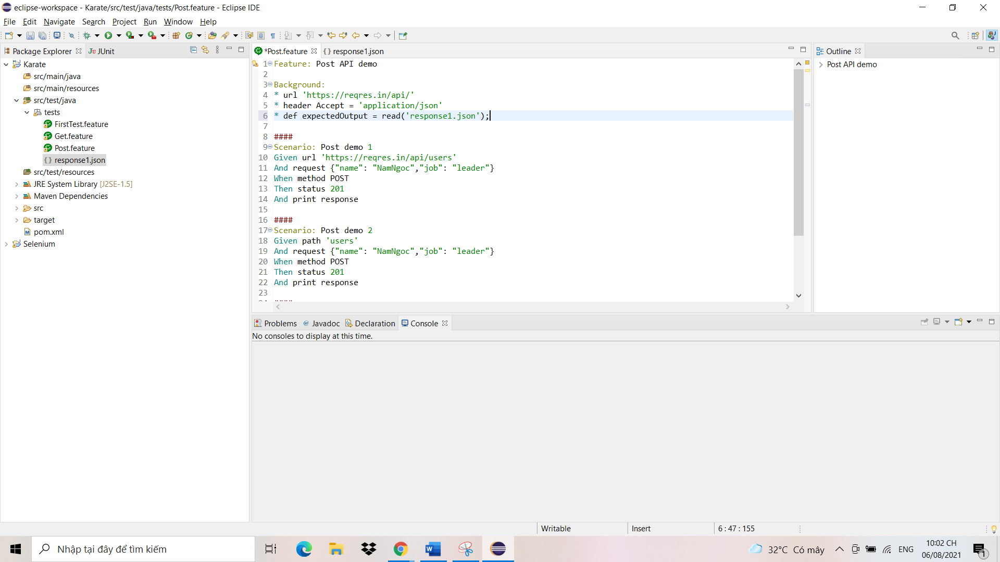 eclipse-workspace - Karate/src/test/java/tests/Post.feature - Eclipse IDE
File Edit Navigate Search Project Run Window Help
Package Explorer
JUnit
Karate
src/main/java
src/main/resources
src/test/java
tests
FirstTest.feature
Get.feature
Post.feature
response1.json
src/test/resources
JRE System Library [J2SE-1.5]
Maven Dependencies
src
target
pom.xml
Selenium
*Post.feature
response1.json
1 Feature: Post API demo
2
3 Background:
4 * url 'https://reqres.in/api/'
5 * header Accept = 'application/json'
6 * def expectedOutput = read('response1.json');
7
8 ####
9 Scenario: Post demo 1
10 Given url 'https://reqres.in/api/users'
11 And request {"name": "NamNgoc","job": "leader"}
12 When method POST
13 Then status 201
14 And print response
15
16 ####
17 Scenario: Post demo 2
18 Given path 'users'
19 And request {"name": "NamNgoc","job": "leader"}
20 When method POST
21 Then status 201
22 And print response
23
Outline
Post API demo
Problems @ Javadoc Declaration Console
No consoles to display at this time.
Writable
Insert
6 : 47 : 155
Nhập tại đây để tìm kiếm
32°C Có mây
ENG
10:02 CH
06/08/2021
1